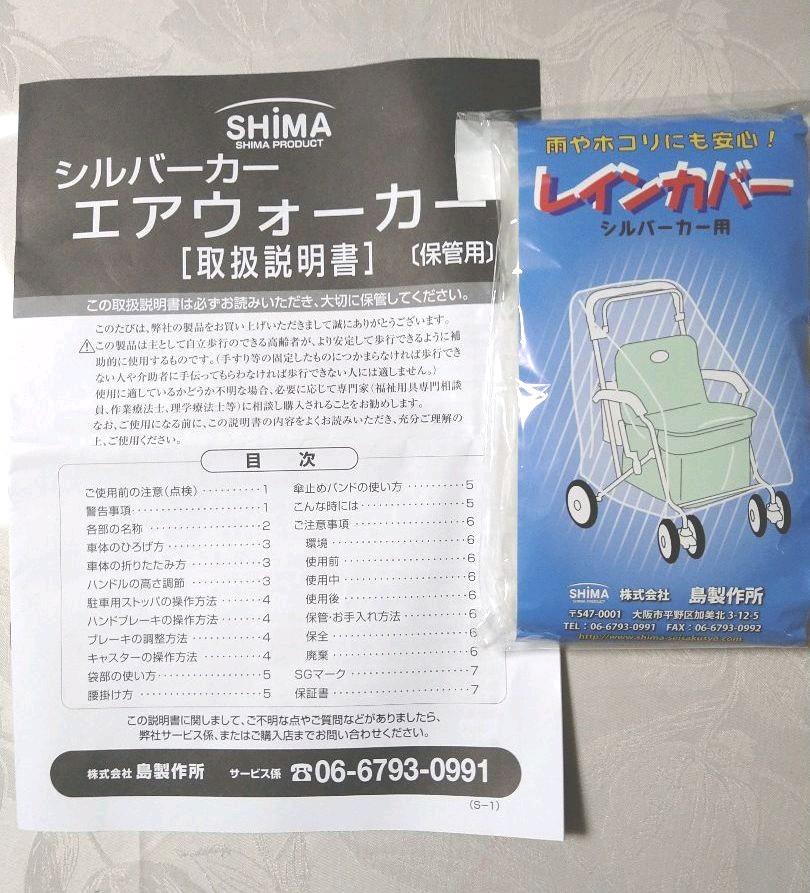 SHiMA
SHIMA PRODUCT
シルバーカー
エアウォーカー
[取扱説明書] 〔保管用〕
この取扱説明書は必ずお読みいただき、大切に保管してください。
このたびは、弊社の製品をお買い上げいただきまして誠にありがとうございます。
⚠この製品は主として自立歩行のできる高齢者が、より安定して歩行できるように補
助的に使用するものです。(手すり等の固定したものにつかまらなければ歩行でき
ない人や介助者に手伝ってもらわなければ歩行できない人には適しません。)
使用に適しているかどうか不明な場合、必要に応じて専門家(福祉用具専門相談
員、作業療法士、理学療法士等)に相談し購入されることをお勧めします。
なお、ご使用になる前に、この説明書の内容をよくお読みいただき、充分ご理解の
上、ご使用ください。
目 次
ご使用前の注意(点検)‥‥‥‥‥1
警告事項‥‥‥‥‥‥‥‥‥‥1
各部の名称‥‥‥‥‥‥‥‥‥2
車体のひろげ方‥‥‥‥‥‥‥3
車体の折りたたみ方‥‥‥‥‥3
ハンドルの高さ調節‥‥‥‥‥3
駐車用ストッパの操作方法‥‥‥4
ハンドブレーキの操作方法‥‥‥4
ブレーキの調整方法‥‥‥‥‥4
キャスターの操作方法‥‥‥‥4
袋部の使い方‥‥‥‥‥‥‥‥5
腰掛け方‥‥‥‥‥‥‥‥‥‥5
傘止めバンドの使い方‥‥‥‥5
こんな時には‥‥‥‥‥‥‥‥5
ご注意事項‥‥‥‥‥‥‥‥‥6
環境‥‥‥‥‥‥‥‥‥‥‥6
使用前‥‥‥‥‥‥‥‥‥‥6
使用中‥‥‥‥‥‥‥‥‥‥6
使用後‥‥‥‥‥‥‥‥‥‥6
保管・お手入れ方法‥‥‥‥6
保全‥‥‥‥‥‥‥‥‥‥‥6
廃棄‥‥‥‥‥‥‥‥‥‥‥6
SGマーク‥‥‥‥‥‥‥‥‥7
保証書‥‥‥‥‥‥‥‥‥‥‥7
この説明書に関しまして、ご不明な点やご質問などがありましたら、
弊社サービス係、またはご購入店までお問い合わせください。
株式会社 島製作所 サービス係 ☎06-6793-0991
(S-1)
雨やホコリにも安心!
レインカバー
シルバーカー用
SHiMA
SHIMA PRODUCT
株式会社 島製作所
〒547-0001 大阪市平野区加美北 3-12-5
TEL:06-6793-0991 FAX:06-6793-0992
http://www.shima-seisakusyo.com